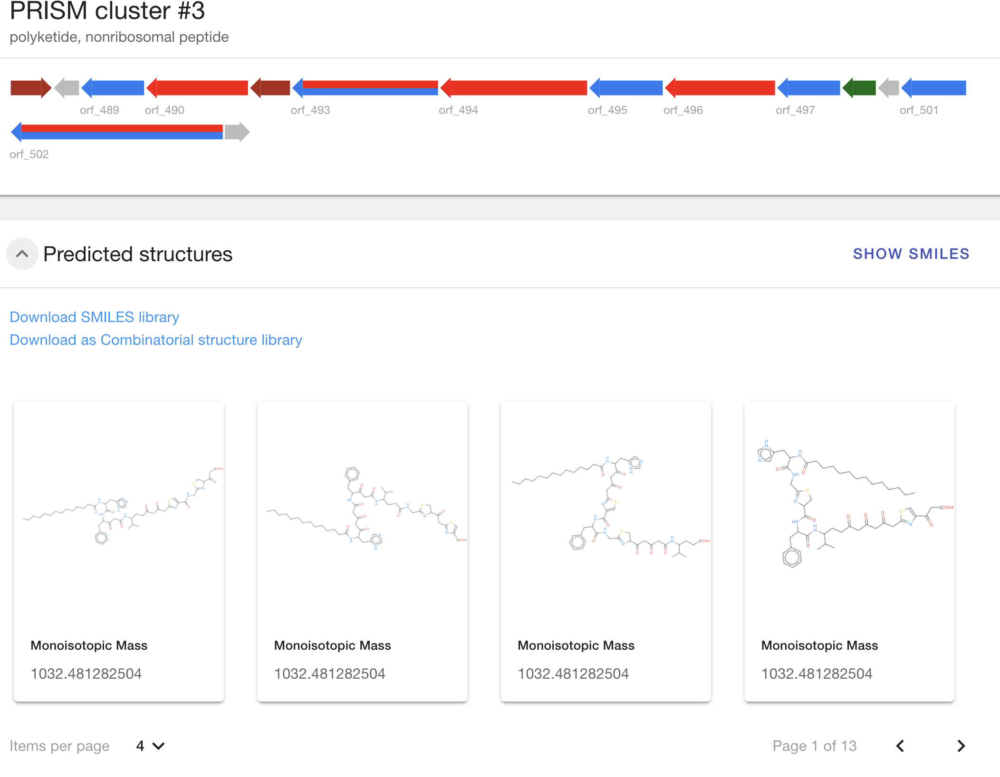 PRISM cluster #3
polyketide, nonribosomal peptide
orf_489 orf_490 orf_493 orf_494 orf_495 orf_496 orf_497 orf_501
orf_502
Predicted structures SHOW SMILES
Download SMILES library
Download as Combinatorial structure library
Monoisotopic Mass Monoisotopic Mass Monoisotopic Mass Monoisotopic Mass
1032.481282504 1032.481282504 1032.481282504 1032.481282504
Items per page 4 Page 1 of 13